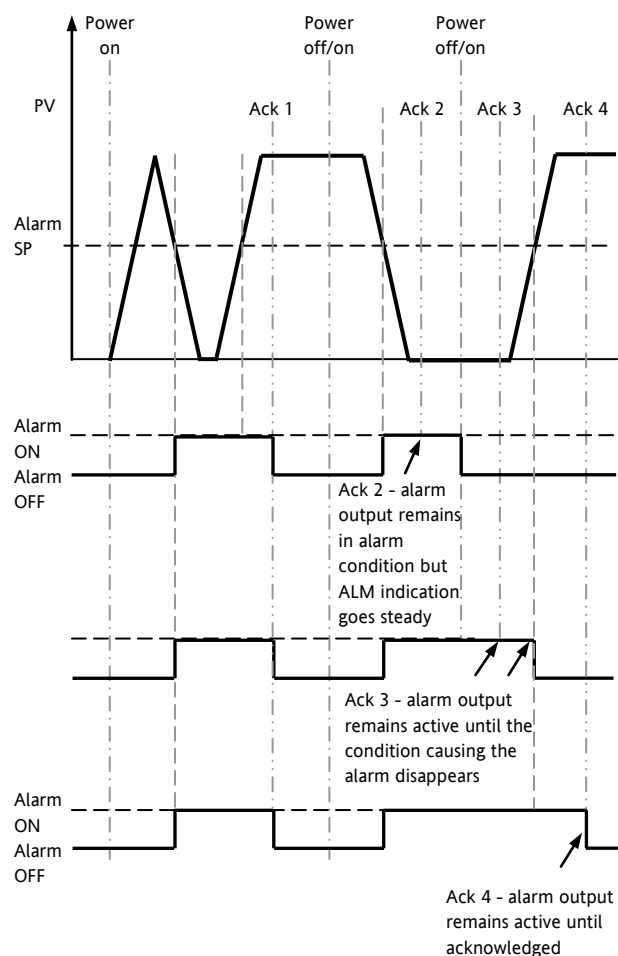 Power
on
Power
off/on
Power
off/on
PV
Ack 1
Ack 2
Ack 3
Ack 4
Alarm
SP
Alarm
ON
Alarm
OFF
Ack 2 - alarm
output remains
in alarm
condition but
ALM indication
goes steady
Ack 3 - alarm output
remains active until the
condition causing the
alarm disappears
Alarm
ON
Alarm
OFF
Ack 4 - alarm output
remains active until
acknowledged